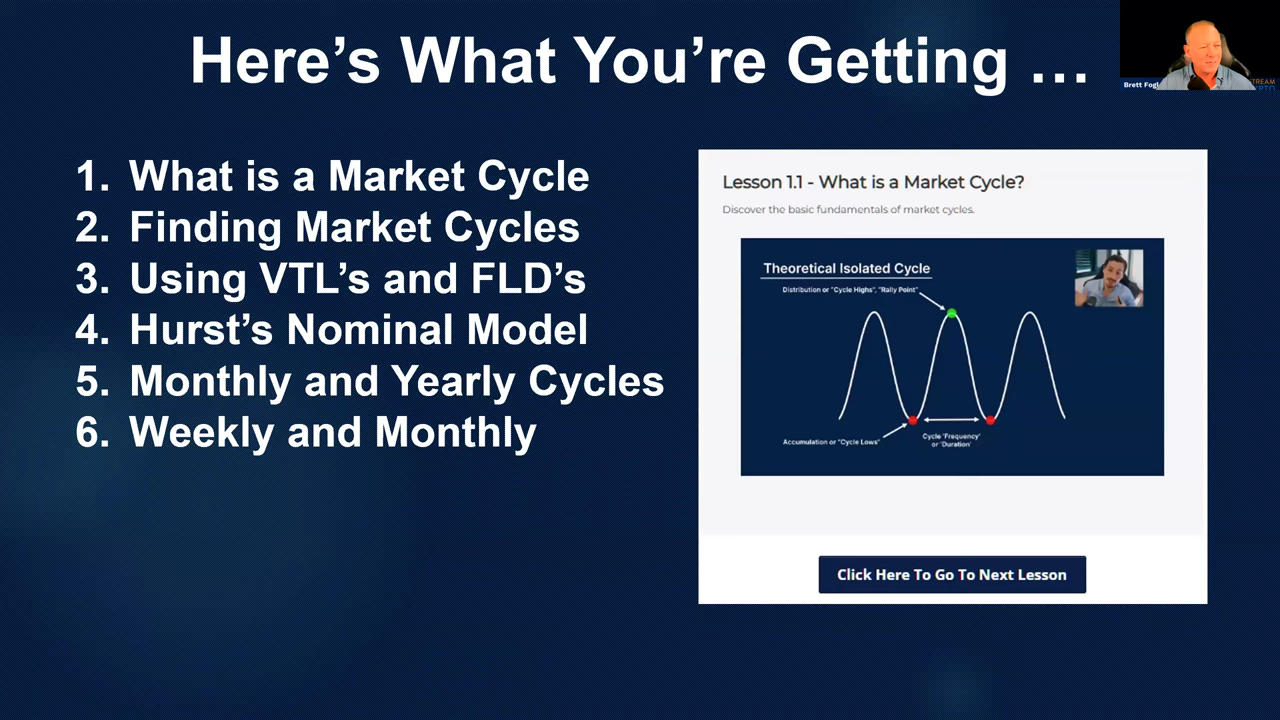 Here’s What You’re Getting …
Brett Fogl
STREAM
1. What is a Market Cycle
2. Finding Market Cycles
3. Using VTL’s and FLD’s
4. Hurst’s Nominal Model
5. Monthly and Yearly Cycles
6. Weekly and Monthly
Lesson 1.1 - What is a Market Cycle?
Discover the basic fundamentals of market cycles.
Theoretical Isolated Cycle
Distribution or "Cycle Highs", "Rally Point"
Accumulation or "Cycle Lows"
Cycle 'Frequency'
or 'Duration'
Click Here To Go To Next Lesson